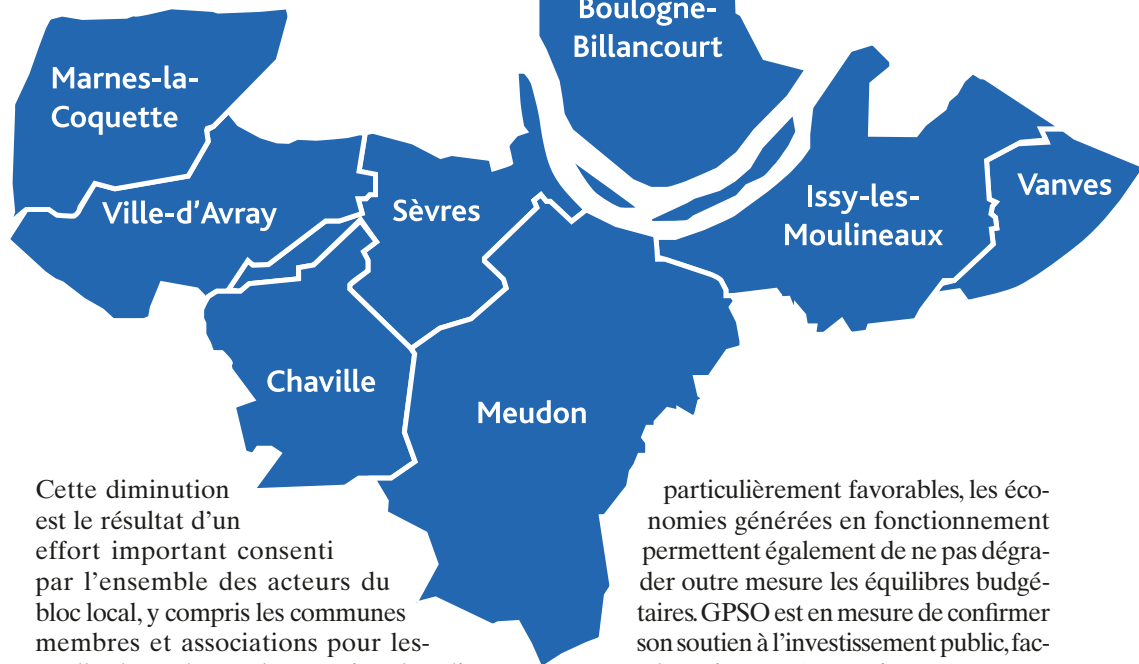 Boulogne-
Billancourt
Marnes-la-
Coquette
Ville-d'Avray
Sèvres
Issy-les-
Moulineaux
Vanves
Chaville
Meudon
Cette diminution
est le résultat d'un
effort important consenti
par l'ensemble des acteurs du
bloc local, y compris les communes
membres et associations pour les-
particulièrement favorables, les éco-
nomies générées en fonctionnement
permettent également de ne pas dégra-
der outre mesure les équilibres budgé-
taires. GPSO est en mesure de confirmer
son soutien à l'investissement public, fac-